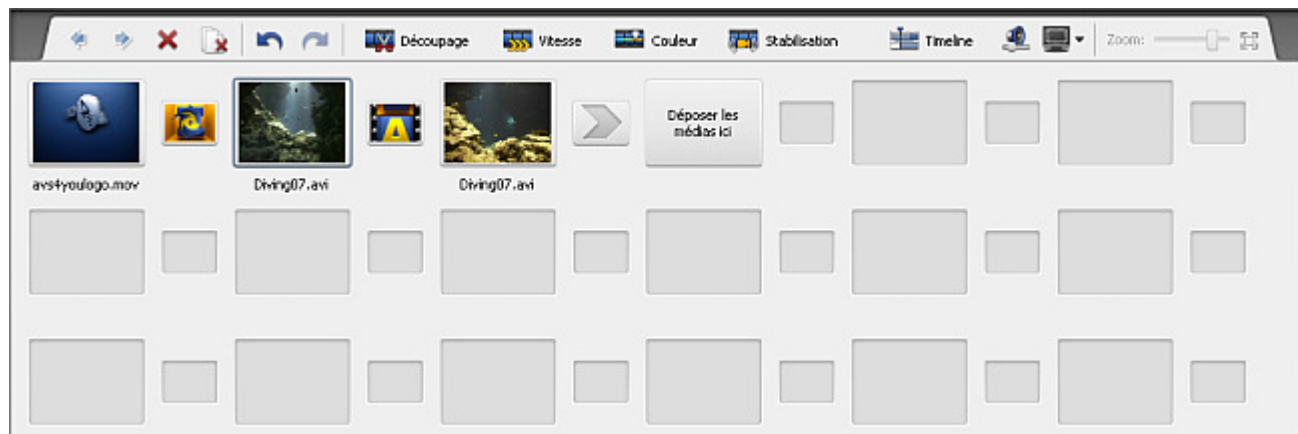 Découpage Vitesse Couleur Stabilisation Timeline Zoom:
Déposer les
médias ici
avs4youlogo.mov Diving07.avi Diving07.avi